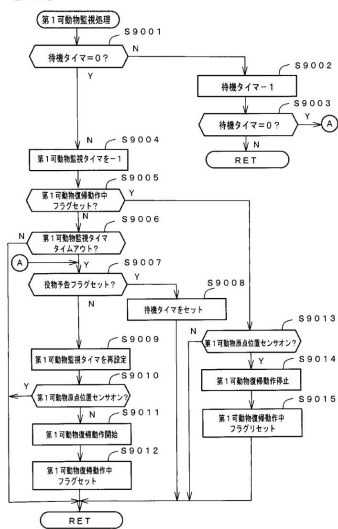 第1可動物監視処理
S9001
待機タイマ=0?
N
Y
S9002
待機タイマ-1
S9003
待機タイマ=0?
Y
A
N
RET
N
S9004
第1可動物監視タイマを-1
S9005
第1可動物復帰動作中
フラグセット?
Y
N
S9006
第1可動物監視タイマ
タイムアウト?
N
A
Y
S9007
役物予告フラグセット?
Y
N
S9008
待機タイマをセット
S9009
第1可動物監視タイマを再設定
S9010
第1可動物原点位置センサオン?
Y
N
S9011
第1可動物復帰動作開始
S9012
第1可動物復帰動作中
フラグセット
S9013
第1可動物原点位置センサオン?
N
Y
S9014
第1可動物復帰動作停止
S9015
第1可動物復帰動作中
フラグリセット
RET